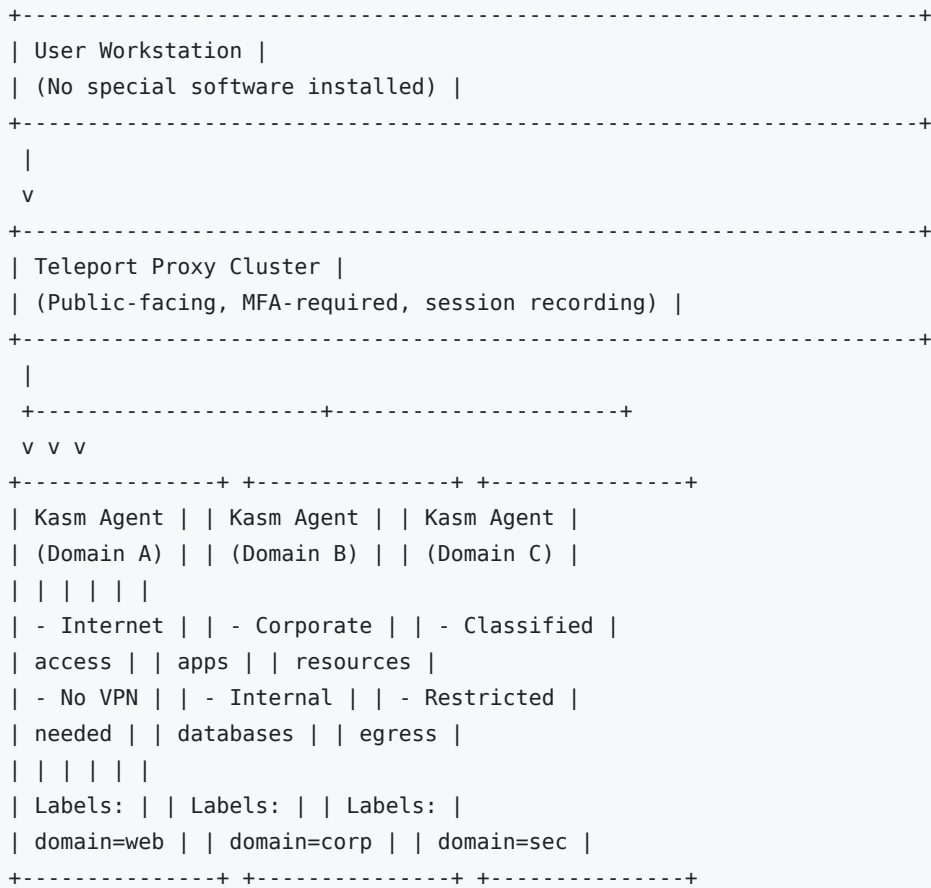 +----------------------------------------------------------------------+
| User Workstation |
| (No special software installed) |
+----------------------------------------------------------------------+
 |
 v
+----------------------------------------------------------------------+
| Teleport Proxy Cluster |
| (Public-facing, MFA-required, session recording) |
+----------------------------------------------------------------------+
 |
 +----------------------+----------------------+
 v v v
+---------------+ +---------------+ +---------------+
| Kasm Agent | | Kasm Agent | | Kasm Agent |
| (Domain A) | | (Domain B) | | (Domain C) |
| | | | | |
| - Internet | | - Corporate | | - Classified |
| access | | apps | | resources |
| - No VPN | | - Internal | | - Restricted |
| needed | | databases | | egress |
| | | | | |
| Labels: | | Labels: | | Labels: |
| domain=web | | domain=corp | | domain=sec |
+---------------+ +---------------+ +---------------+